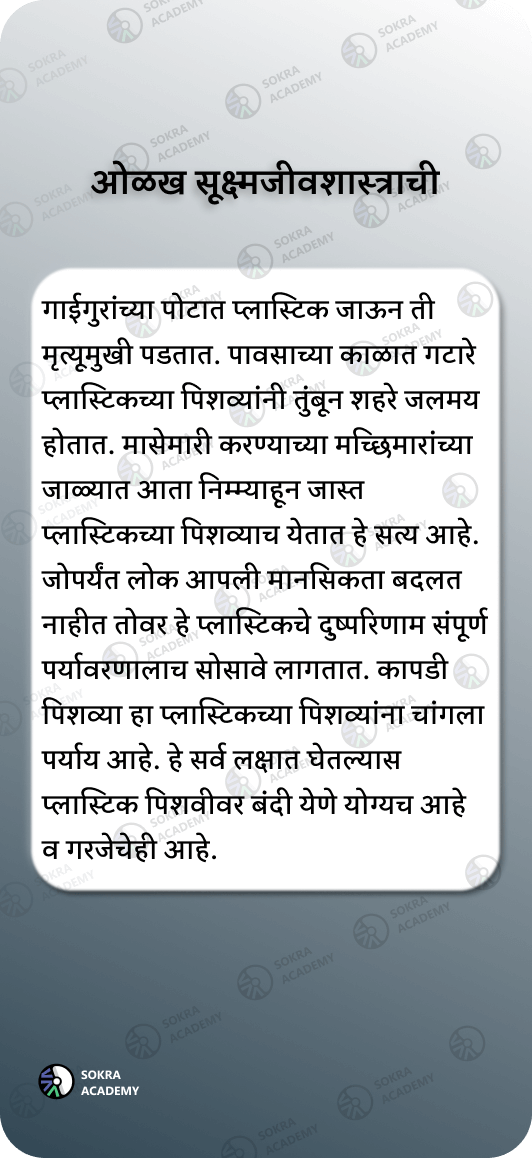 ओळख सूक्ष्मजीवशास्त्राची
गाईगुरांच्या पोटात प्लास्टिक जाऊन ती
मृत्यूमुखी पडतात. पावसाच्या काळात गटारे
प्लास्टिकच्या पिशव्यांनी तुंबून शहरे जलमय
होतात. मासेमारी करण्याच्या मच्छिमारांच्या
जाळ्यात आता निम्म्याहून जास्त
प्लास्टिकच्या पिशव्याच येतात हे सत्य आहे.
जोपर्यंत लोक आपली मानसिकता बदलत
नाहीत तोवर हे प्लास्टिकचे दुष्परिणाम संपूर्ण
पर्यावरणालाच सोसावे लागतात. कापडी
पिशव्या हा प्लास्टिकच्या पिशव्यांना चांगला
पर्याय आहे. हे सर्व लक्षात घेतल्यास
प्लास्टिक पिशवीवर बंदी येणे योग्यच आहे
व गरजेचेही आहे.
SOKRA
ACADEMY